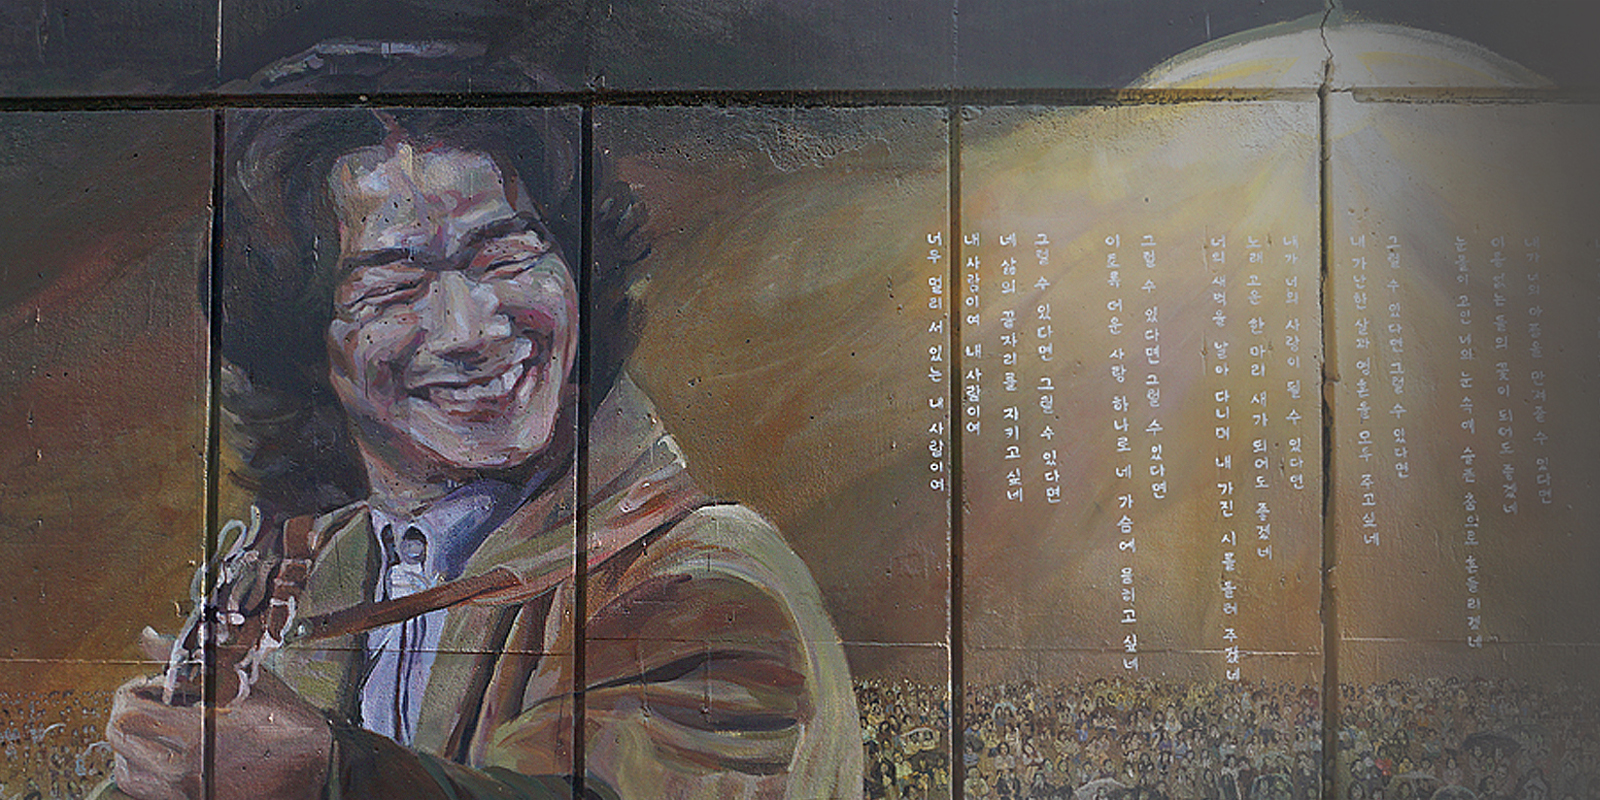 내가 너의 아픔을 만져줄 수 있다면
이름없는 들의 꽃이 되어도 좋겠네
눈물이 고인 너의 눈 속에 슬픈 춤으로 흔들리겠네
그럴 수 있다면 그럴 수 있다면
내 가난한 살과 영혼을 모두 주고싶네
내가 너의 사랑이 될 수 있다면
노래 고운 한 마리 새가 되어도 좋겠네
너의 새벽을 날아 다니며 내 가진 시를 들려 주겠네
그럴 수 있다면 그럴 수 있다면
이토록 더운 사랑 하나로 네 가슴에 묻히고 싶네
그럴 수 있다면 그럴 수 있다면
네 삶의 끝자리를 지키고 싶네
내 사람이여 내 사람이여
너무 멀리 서 있는 내 사람이여